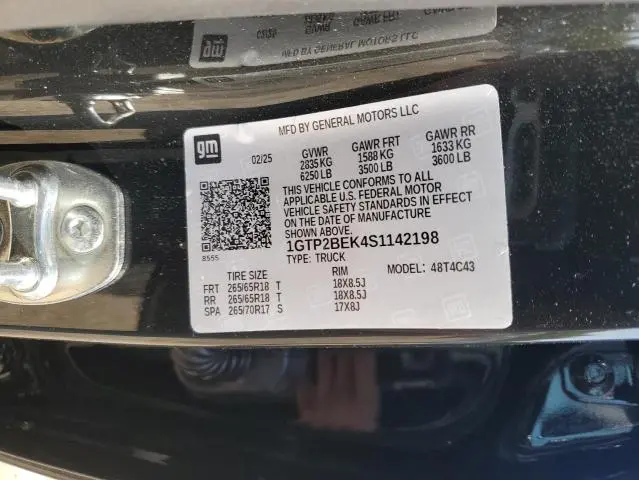 MFD BY GENERAL MOTORS LLC
gm
02/25
GVWR GAWR FRT GAWR RR
2835 KG 1588 KG 1633 KG
6250 LB 3500 LB 3600 LB
THIS VEHICLE CONFORMS TO ALL
APPLICABLE U.S. FEDERAL MOTOR
VEHICLE SAFETY STANDARDS IN EFFECT
ON THE DATE OF MANUFACTURE
SHOWN ABOVE.
8555
1GTP2BEK4S1142198
TYPE: TRUCK
TIRE SIZE RIM MODEL: 48T4C43
FRT 265/65R18 T 18X8.5J
RR 265/65R18 T 18X8.5J
SPA 265/70R17 S 17X8J